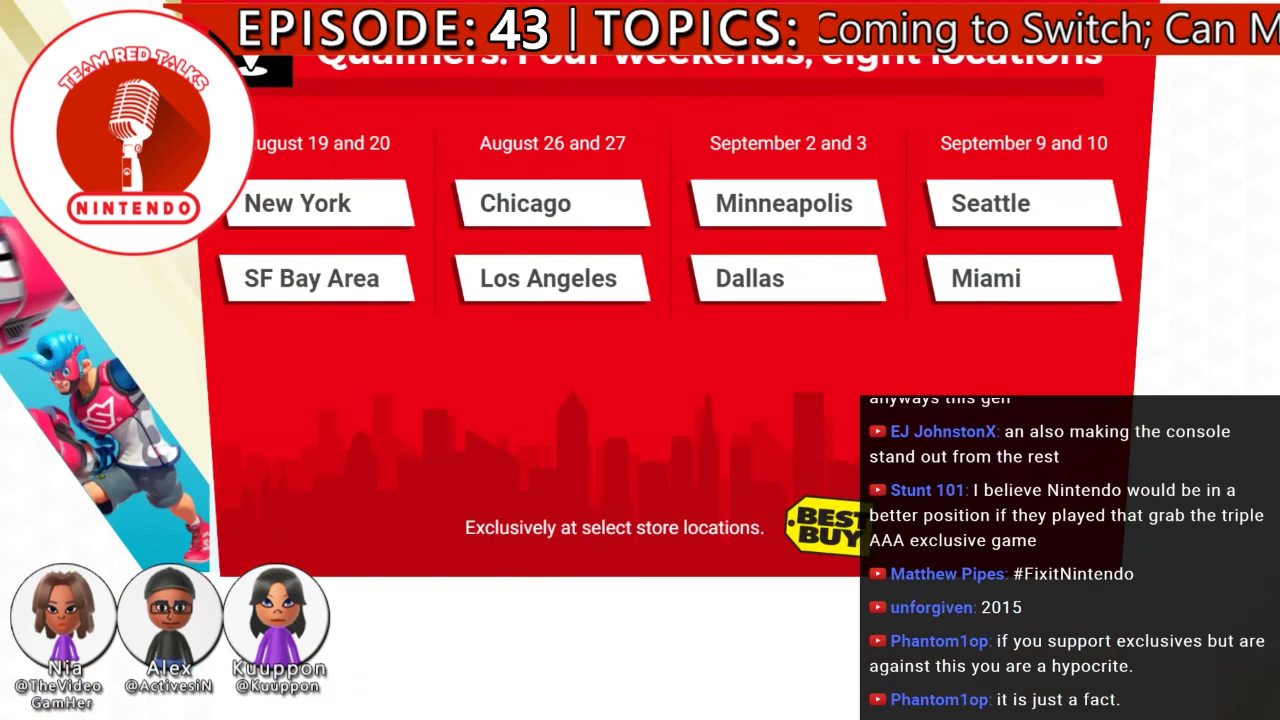 EPISODE: 43 | TOPICS: Coming to Switch; Can M
TEAM RED TALKS
NINTENDO
Qualifiers: Four weekends, eight locations
ugust 19 and 20
August 26 and 27
September 2 and 3
September 9 and 10
New York
Chicago
Minneapolis
Seattle
SF Bay Area
Los Angeles
Dallas
Miami
Exclusively at select store locations.
BEST
BUY
anyways this gen
EJ JohnstonX: an also making the console
stand out from the rest
Stunt 101: I believe Nintendo would be in a
better position if they played that grab the triple
AAA exclusive game
Matthew Pipes: #FixitNintendo
unforgiven: 2015
Phantom1op: if you support exclusives but are
against this you are a hypocrite.
Phantom1op: it is just a fact.
Nia
@TheVideo
GamHer
Alex
@ActivesiN
Kuuppon
@Kuuppon